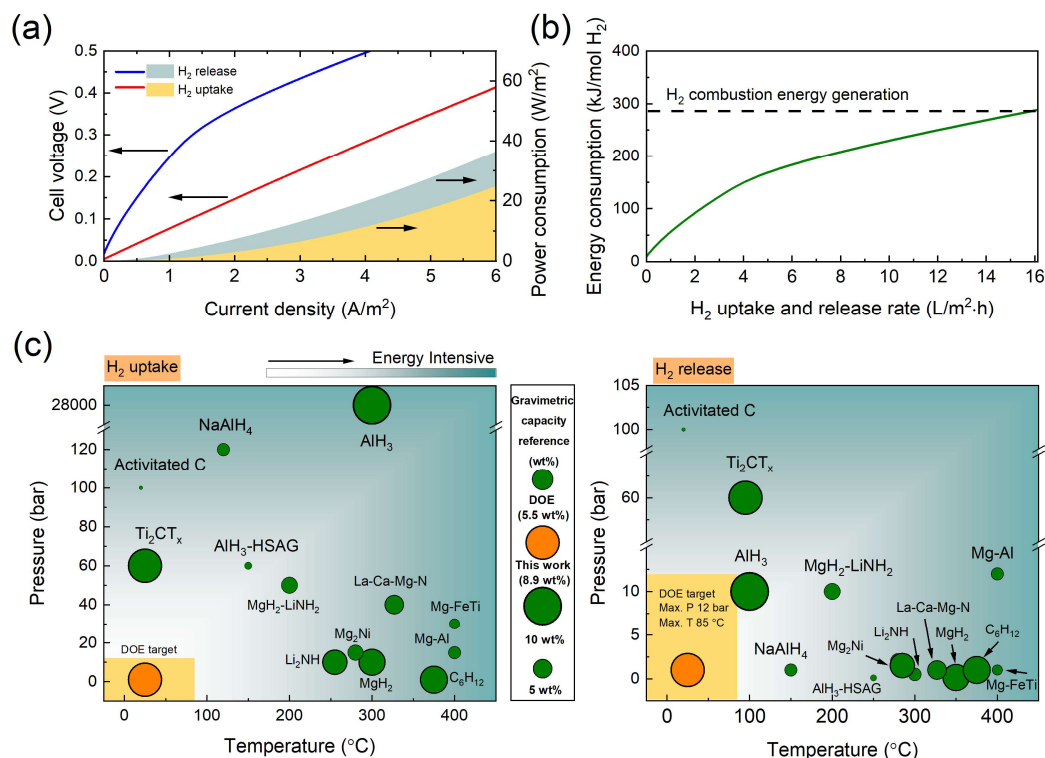 (a)
0.5
0.4
0.3
0.2
0.1
0.0
Cell voltage (V)
H₂ release
H₂ uptake
60
40
20
0
Power consumption (W/m²)
0 1 2 3 4 5 6
Current density (A/m²)
(b)
400
300
200
100
0
Energy consumption (kJ/mol H₂)
H₂ combustion energy generation
0 2 4 6 8 10 12 14 16
H₂ uptake and release rate (L/m²·h)
(c)
H₂ uptake
Energy Intensive
28000
120
100
80
60
40
20
0
Pressure (bar)
AlH₃
NaAlH₄
Activitated C
Ti₂CTₓ
AlH₃-HSAG
MgH₂-LiNH₂
La-Ca-Mg-N
Mg-FeTi
Mg₂Ni
Mg-Al
Li₂NH
MgH₂
C₆H₁₂
DOE target
0 100 200 300 400
Temperature (°C)
Gravimetric
capacity
reference
(wt%)
DOE
(5.5 wt%)
This work
(8.9 wt%)
10 wt%
5 wt%
H₂ release
105
100
60
10
5
0
Pressure (bar)
Activitated C
Ti₂CTₓ
AlH₃
MgH₂-LiNH₂
Mg-Al
La-Ca-Mg-N
DOE target
Max. P 12 bar
Max. T 85 °C
Li₂NH
MgH₂
C₆H₁₂
Mg₂Ni
NaAlH₄
AlH₃-HSAG
Mg-FeTi
0 100 200 300 400
Temperature (°C)